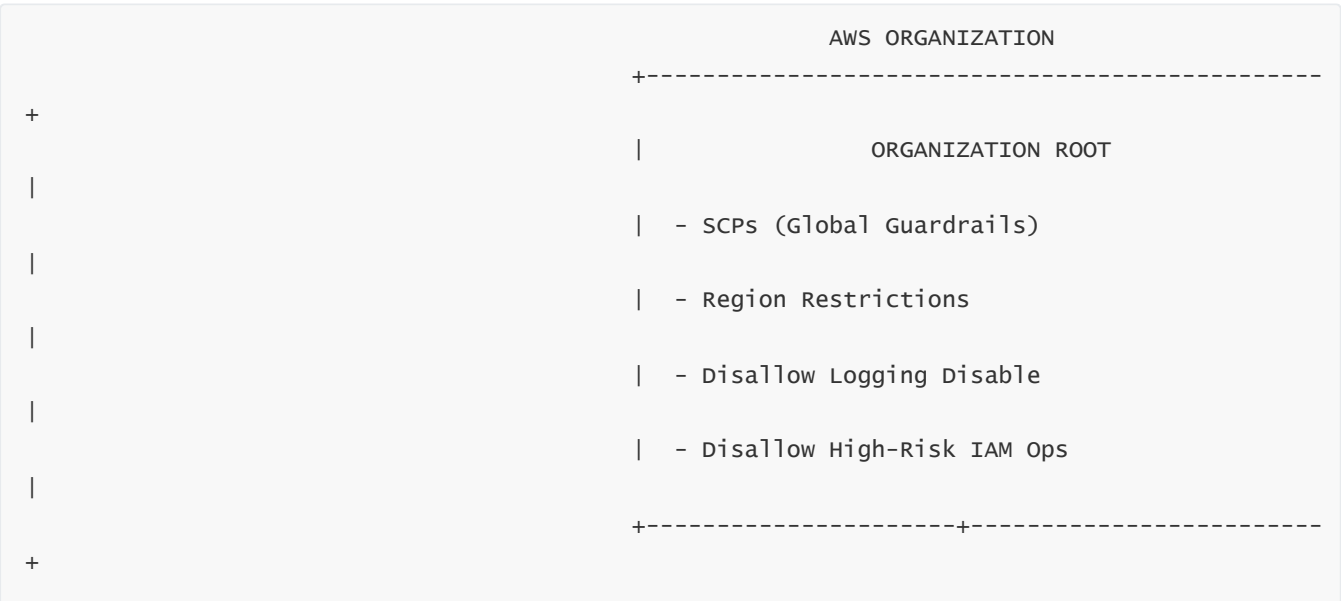 AWS ORGANIZATION
                                           +------------------------------------------------
+
                                           |                ORGANIZATION ROOT
|
                                           |  - SCPs (Global Guardrails)
|
                                           |  - Region Restrictions
|
                                           |  - Disallow Logging Disable
|
                                           |  - Disallow High-Risk IAM Ops
|
                                           +----------------------+-------------------------
+